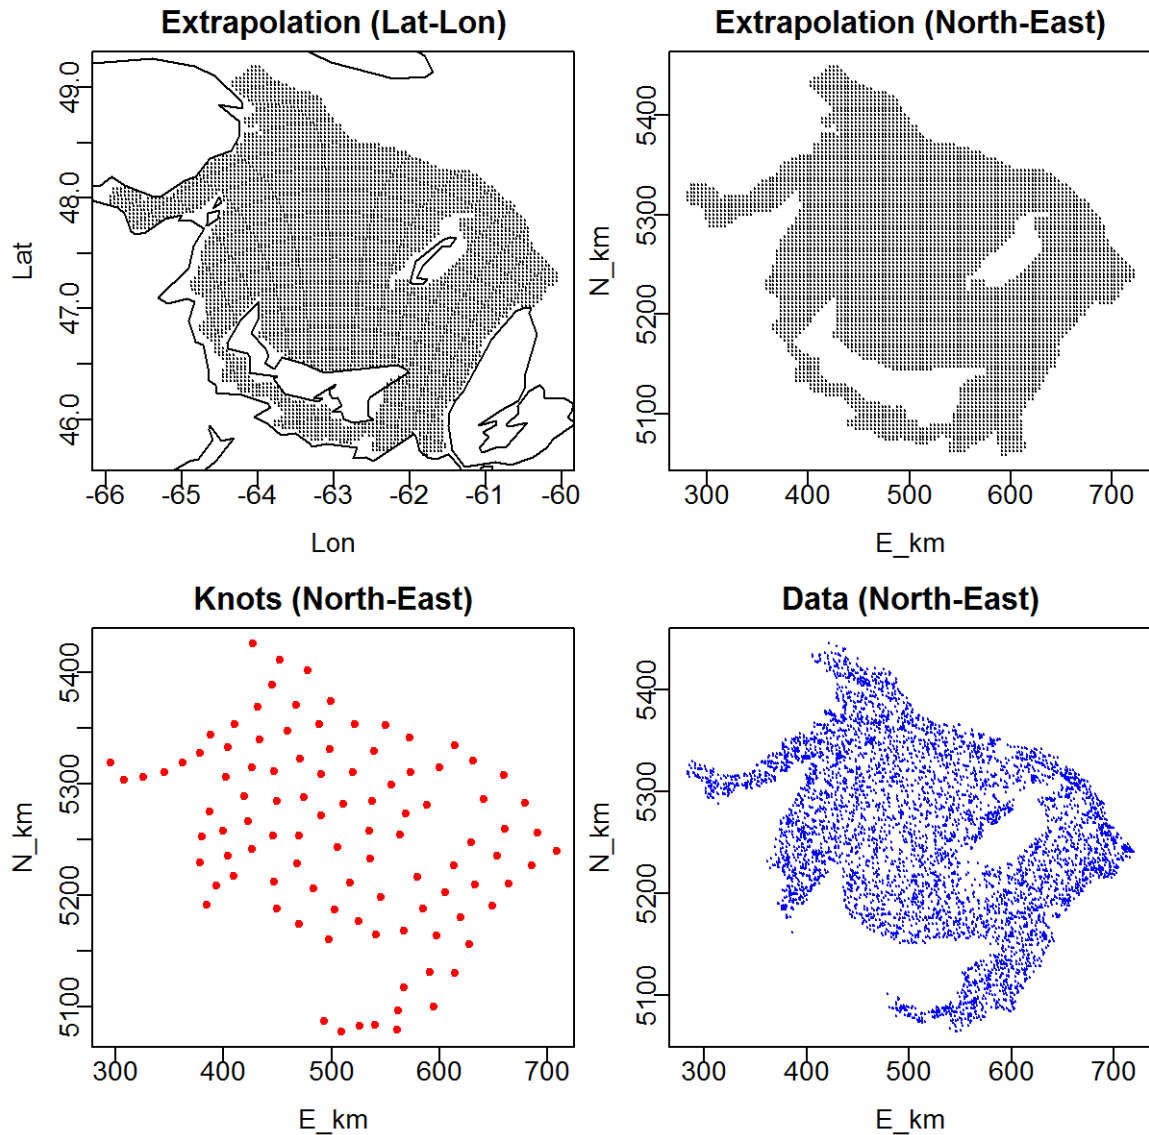 Extrapolation (Lat-Lon)
Lat
49.0
48.0
47.0
46.0
-66 -65 -64 -63 -62 -61 -60
Lon
Extrapolation (North-East)
N_km
5400
5300
5200
5100
300 400 500 600 700
E_km
Knots (North-East)
N_km
5400
5300
5200
5100
300 400 500 600 700
E_km
Data (North-East)
N_km
5400
5300
5200
5100
300 400 500 600 700
E_km